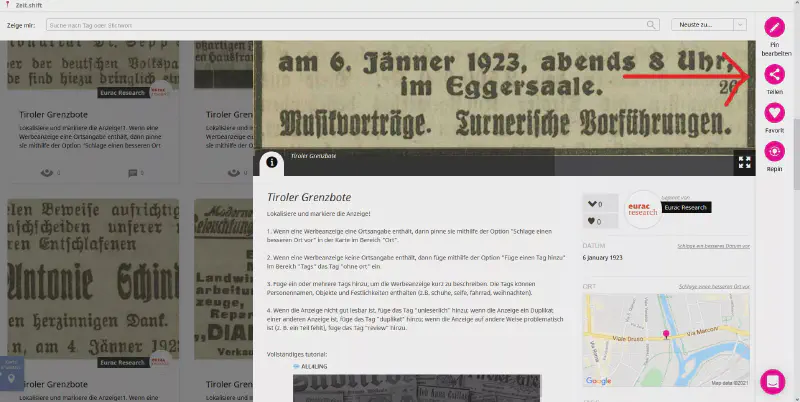 Zeit.shift
Zeige mir:
Suche nach Tag oder Stichwort
Neuste zu...
Pin
bearbeiten
Teilen
Favorit
Repin
am 6. Jänner 1923, abends 8 Uhr,
im Eggersaale.
26
Musikvorträge. Turnerische Vorführungen.
Tiroler Grenzbote
Eurac Research
Tiroler Grenzbote
Lokalisiere und markiere die Anzeige!1. Wenn eine
Werbeanzeige eine Ortsangabe enthält, dann pinne sie
mithilfe der Option "Schlage einen besseren Ort
Tiroler Grenzbote
Tiroler Grenzbote
Lokalisiere und markiere die Anzeige!
1. Wenn eine Werbeanzeige eine Ortsangabe enthält, dann pinne sie mithilfe der Option "Schlage einen
besseren Ort vor" in der Karte im Bereich "Ort".
2. Wenn eine Werbeanzeige keine Ortsangabe enthält, dann füge mithilfe der Option "Füge einen Tag hinzu"
im Bereich "Tags" das Tag "ohne ort" ein.
3. Füge ein oder mehrere Tags hinzu, um die Werbeanzeige kurz zu beschreiben. Die Tags können
Personennamen, Objekte und Festlichkeiten enthalten (z.B. schuhe, seife, fahrrad, weihnachten).
4. Wenn die Anzeige nicht gut lesbar ist, füge das Tag "unleserlich" hinzu; wenn die Anzeige ein Duplikat
einer anderen Anzeige ist, füge das Tag "duplikat" hinzu; wenn die Anzeige auf andere Weise problematisch
ist (z. B. ein Teil fehlt), füge das Tag "review" hinzu.
Vollständiges tutorial:
ALL4LING
0
0
eurac
research
Eurac Research
DATUM
Schlage ein besseres Datum vor
6 January 1923
ORT
Schlage einen besseren Ort vor
Viale Druso
Via Marconi
Google
Map data ©2021
Antonie Schind
en herzinnigen Dank.
n, am 4. Jänner 192
Eurac Research
Tiroler Grenzbote
Tiroler Grenzbote